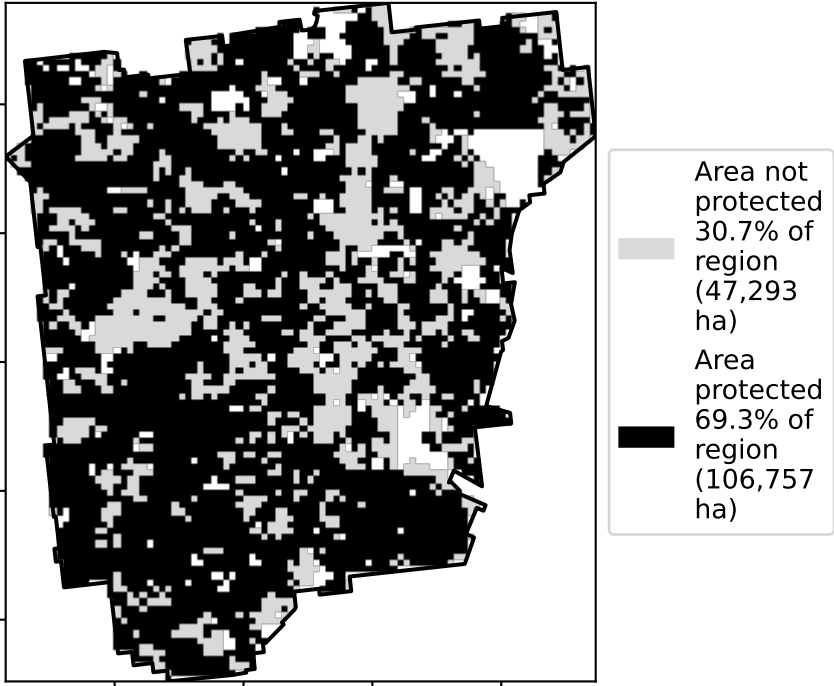 Area not
protected
30.7% of
region
(47,293
ha)
Area
protected
69.3% of
region
(106,757
ha)